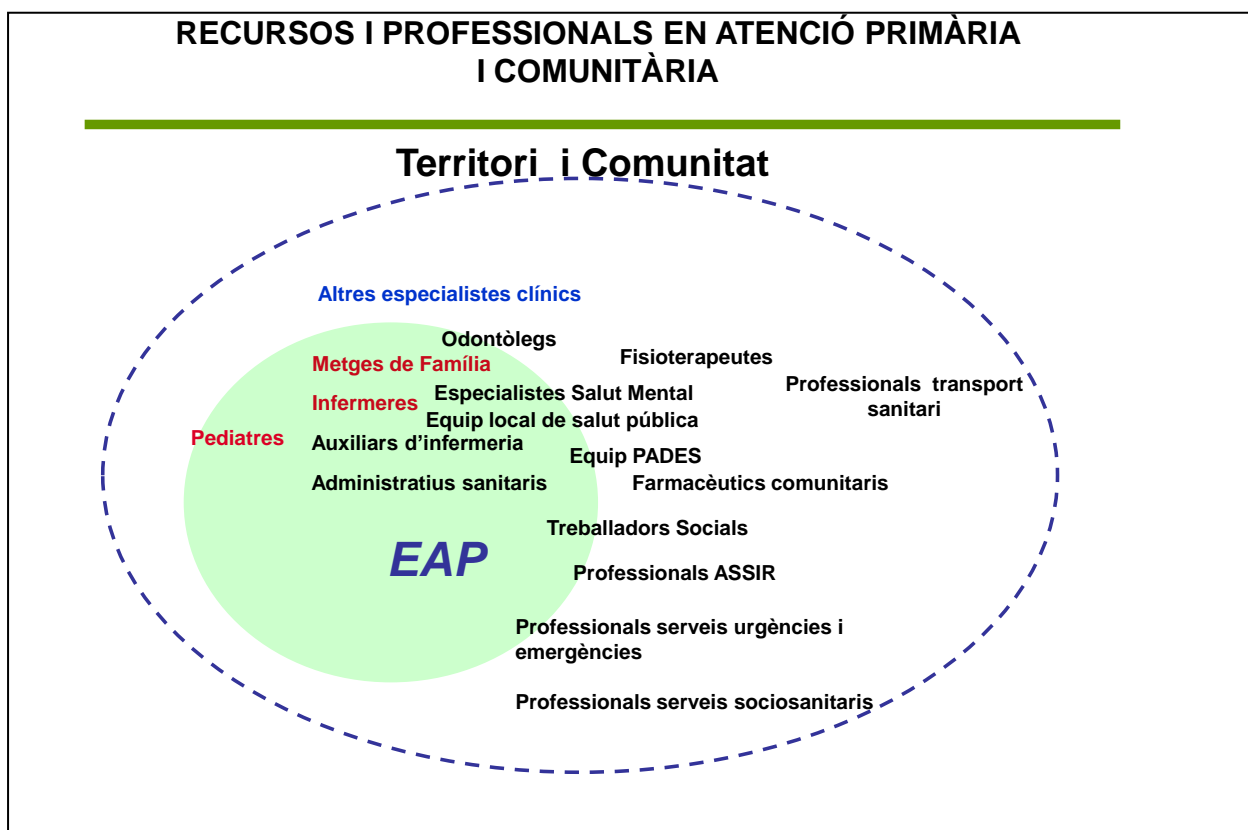 RECURSOS I PROFESSIONALS EN ATENCIÓ PRIMÀRIA
I COMUNITÀRIA
Territori i Comunitat
Altres especialistes clínics
Odontòlegs
Metges de Família
Fisioterapeutes
Professionals transport
sanitari
Especialistes Salut Mental
Infermeres
Equip local de salut pública
Pediatres
Auxiliars d’infermeria
Equip PADES
Administratius sanitaris
Farmacèutics comunitaris
Treballadors Socials
EAP
Professionals ASSIR
Professionals serveis urgències i
emergències
Professionals serveis sociosanitaris